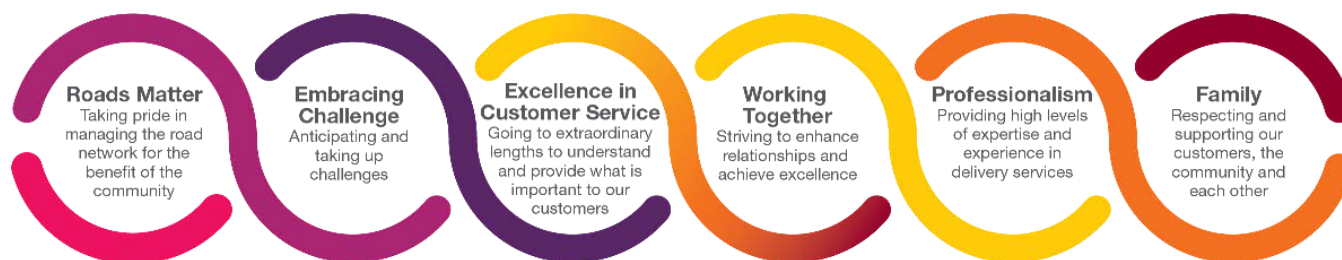 Roads Matter
Taking pride in
managing the road
network for the
benefit of the
community
Embracing
Challenge
Anticipating and
taking up
challenges
Excellence in
Customer Service
Going to extraordinary
lengths to understand
and provide what is
important to our
customers
Working
Together
Striving to enhance
relationships and
achieve excellence
Professionalism
Providing high levels
of expertise and
experience in
delivery services
Family
Respecting and
supporting our
customers, the
community and
each other